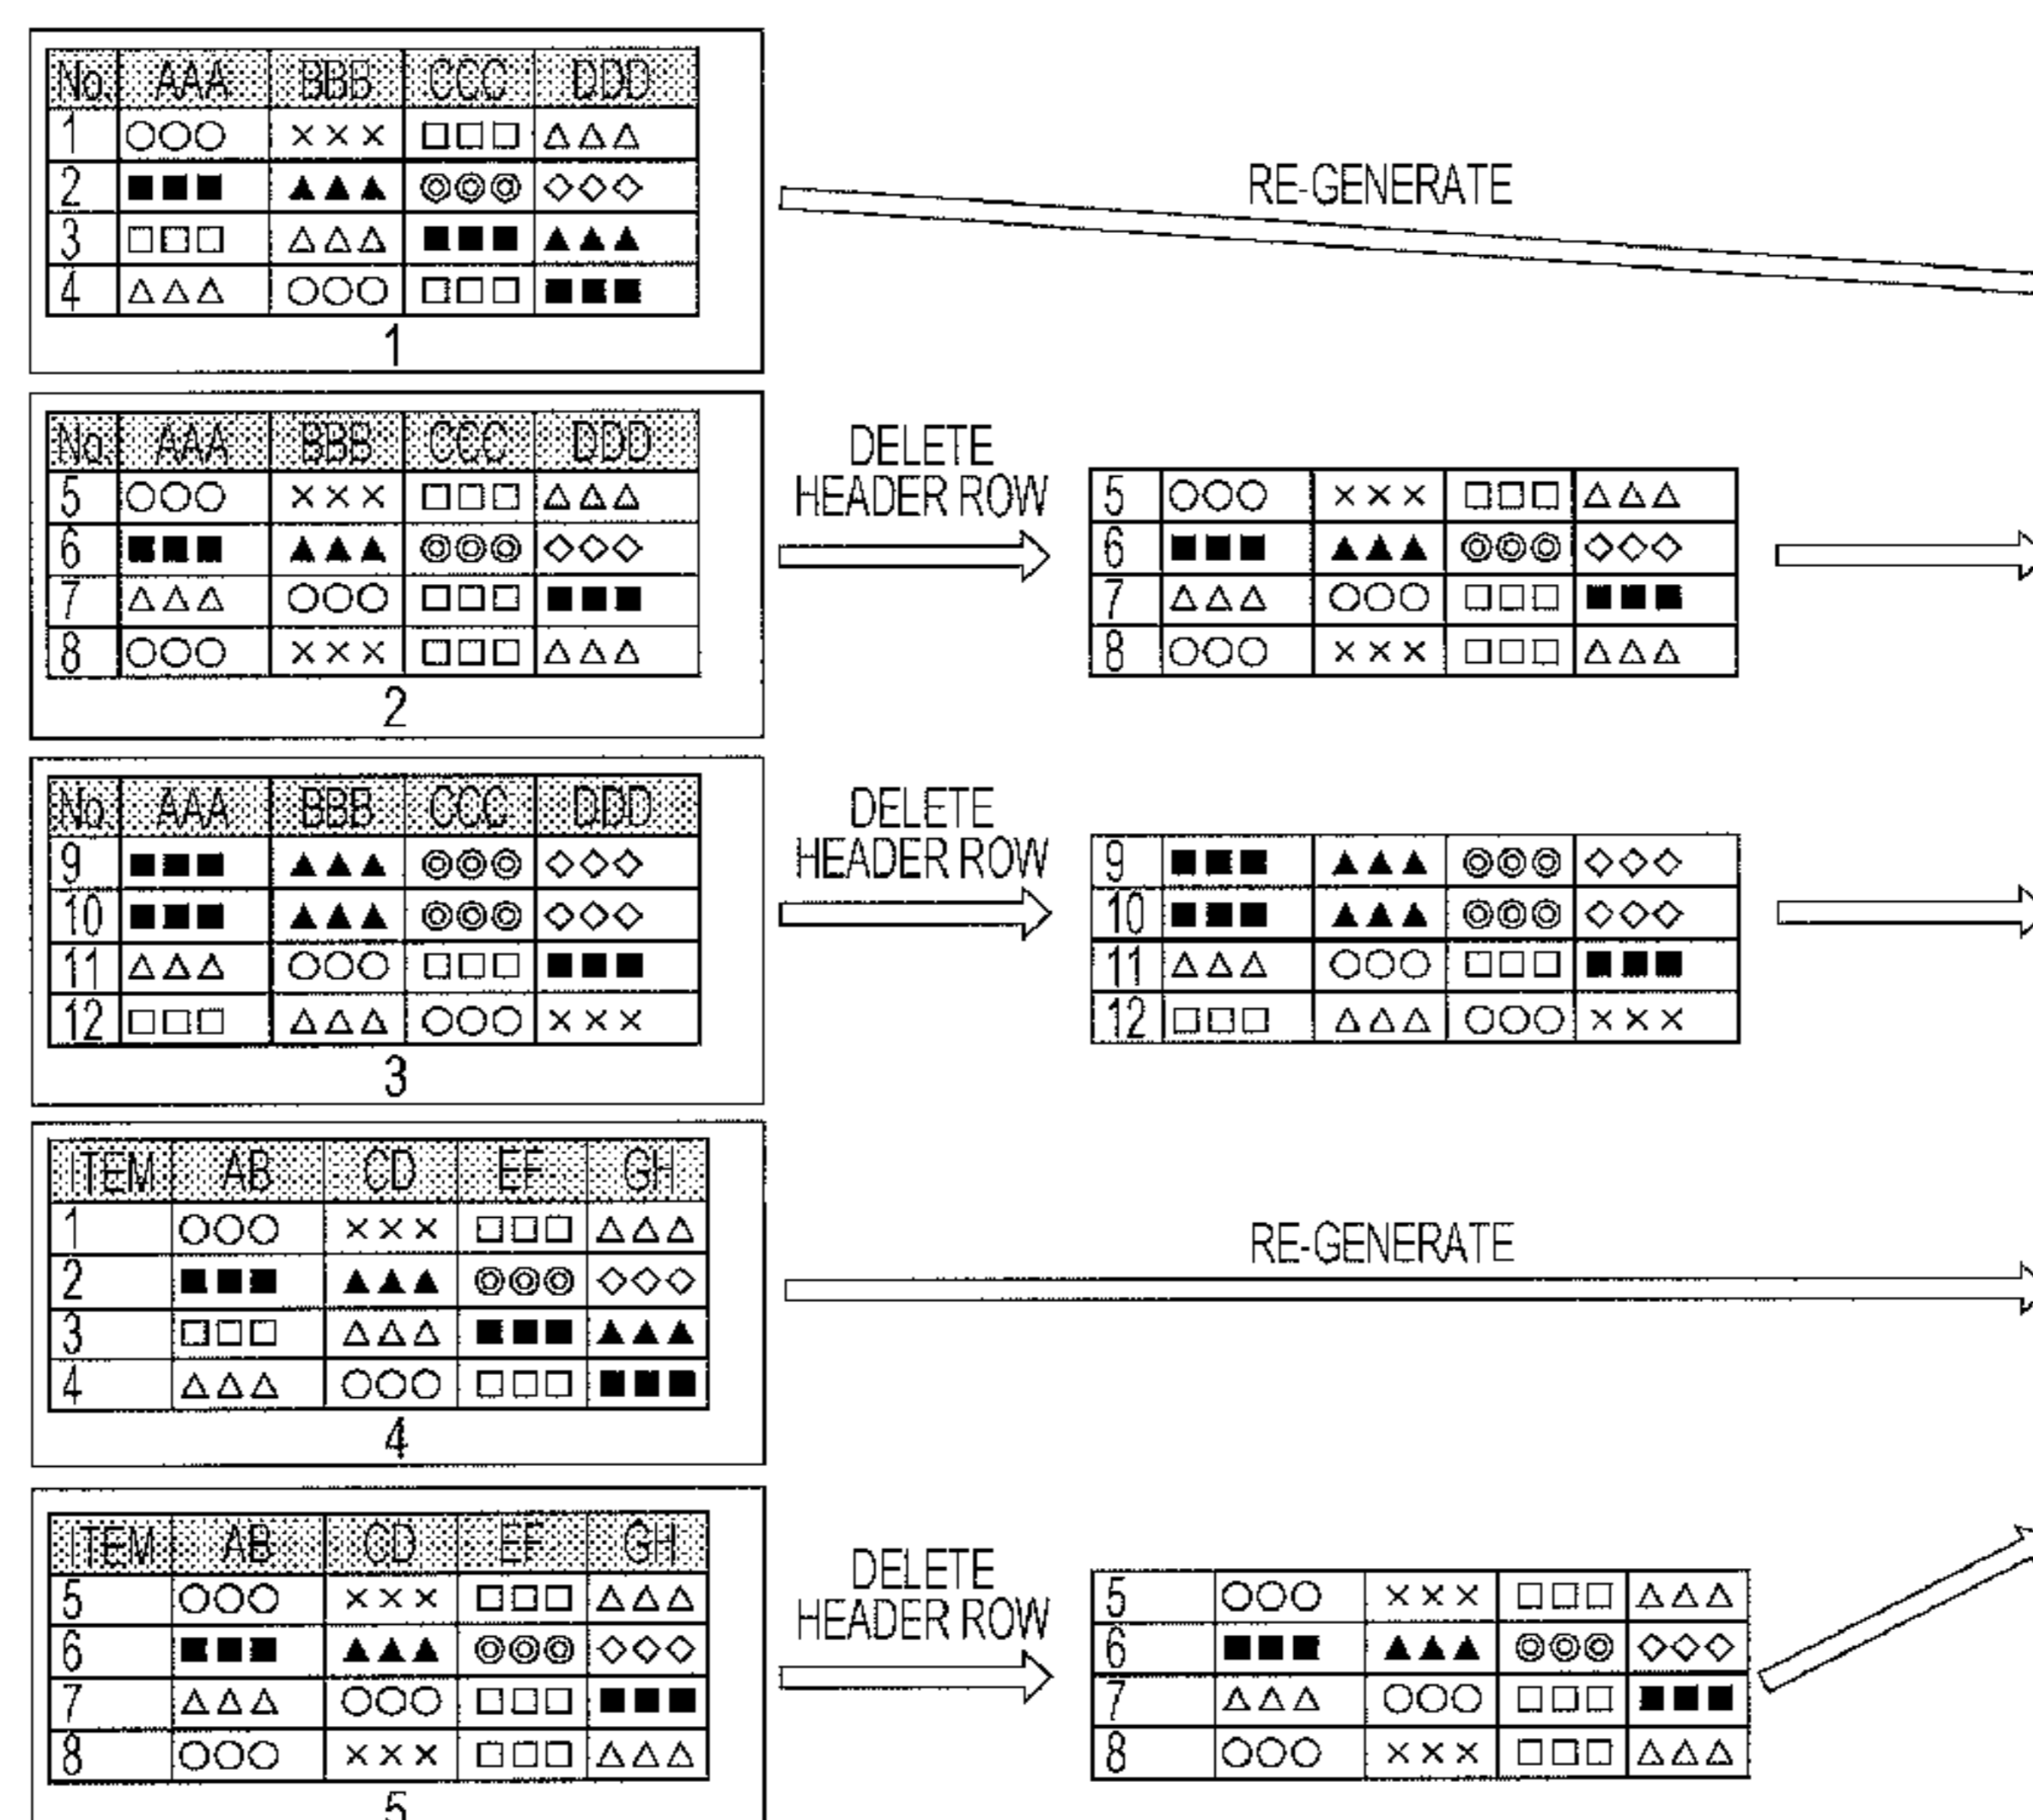 No. AAA BBB CCC DDD
1 ○○○ ××× □□□ △△△
2 ■■■ ▲▲▲ ◎◎◎ ◇◇◇
3 □□□ △△△ ■■■ ▲▲▲
4 △△△ ○○○ □□□ ■■■
1
RE-GENERATE
No. AAA BBB CCC DDD
5 ○○○ ××× □□□ △△△
6 ■■■ ▲▲▲ ◎◎◎ ◇◇◇
7 △△△ ○○○ □□□ ■■■
8 ○○○ ××× □□□ △△△
2
DELETE
HEADER ROW
5 ○○○ ××× □□□ △△△
6 ■■■ ▲▲▲ ◎◎◎ ◇◇◇
7 △△△ ○○○ □□□ ■■■
8 ○○○ ××× □□□ △△△
No. AAA BBB CCC DDD
9 ■■■ ▲▲▲ ◎◎◎ ◇◇◇
10 ■■■ ▲▲▲ ◎◎◎ ◇◇◇
11 △△△ ○○○ □□□ ■■■
12 □□□ △△△ ○○○ ×××
3
DELETE
HEADER ROW
9 ■■■ ▲▲▲ ◎◎◎ ◇◇◇
10 ■■■ ▲▲▲ ◎◎◎ ◇◇◇
11 △△△ ○○○ □□□ ■■■
12 □□□ △△△ ○○○ ×××
ITEM AB CD EF GH
1 ○○○ ××× □□□ △△△
2 ■■■ ▲▲▲ ◎◎◎ ◇◇◇
3 □□□ △△△ ■■■ ▲▲▲
4 △△△ ○○○ □□□ ■■■
4
RE-GENERATE
ITEM AB CD EF GH
5 ○○○ ××× □□□ △△△
6 ■■■ ▲▲▲ ◎◎◎ ◇◇◇
7 △△△ ○○○ □□□ ■■■
8 ○○○ ××× □□□ △△△
5
DELETE
HEADER ROW
5 ○○○ ××× □□□ △△△
6 ■■■ ▲▲▲ ◎◎◎ ◇◇◇
7 △△△ ○○○ □□□ ■■■
8 ○○○ ××× □□□ △△△